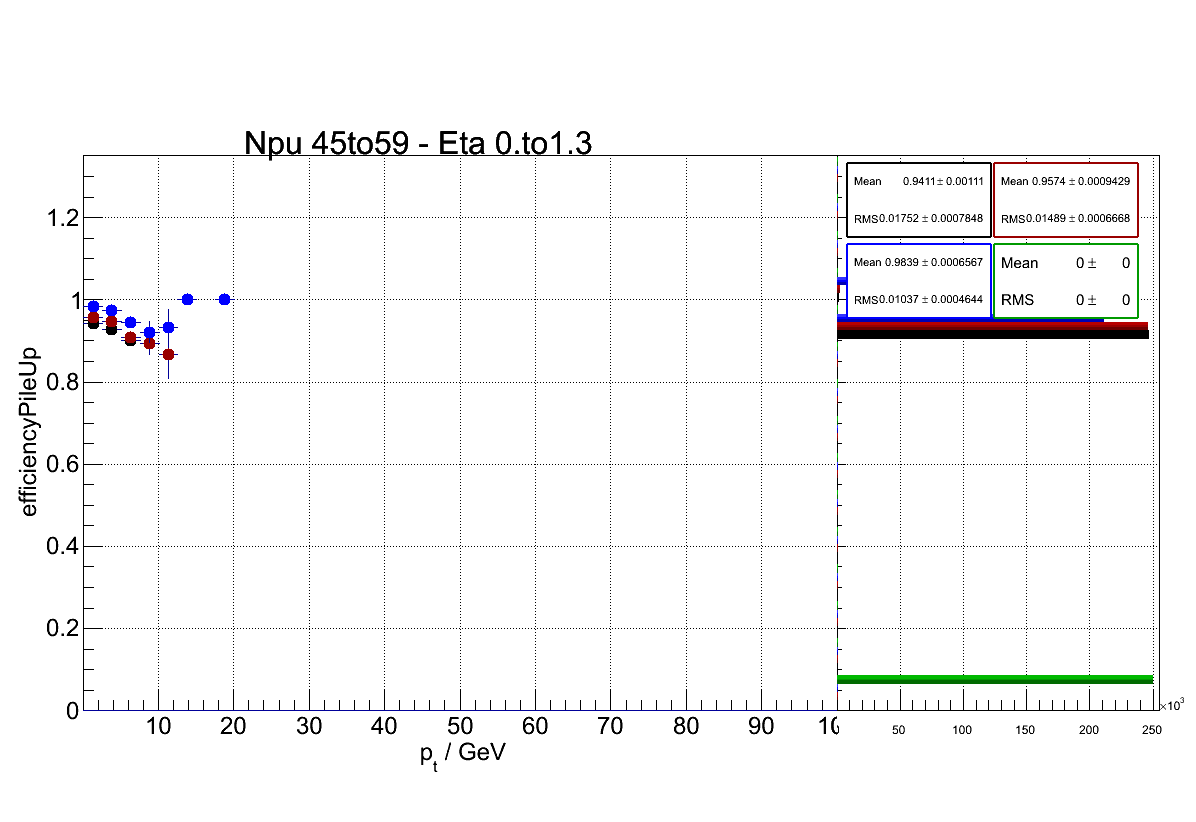 Npu 45to59 - Eta 0.to1.3
Mean 0.9411 ± 0.00111
RMS 0.01752 ± 0.0007848
Mean 0.9574 ± 0.0009429
RMS 0.01489 ± 0.0006668
Mean 0.9839 ± 0.0006567
RMS 0.01037 ± 0.0004644
Mean 0 ± 0
RMS 0 ± 0
efficiencyPileUp
1.2
1
0.8
0.6
0.4
0.2
0
10 20 30 40 50 60 70 80 90 10
50 100 150 200 250
×10³
p_t / GeV